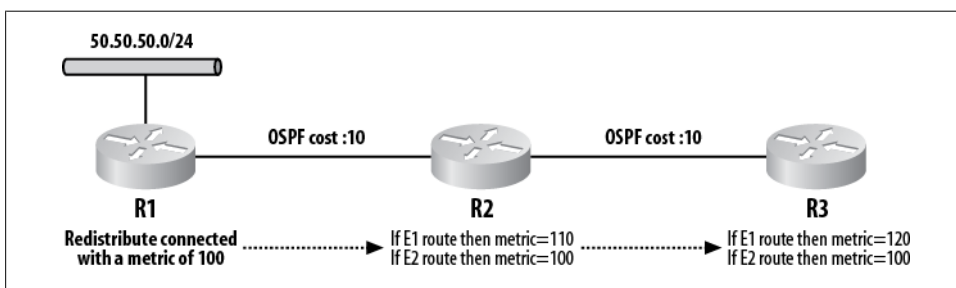 50.50.50.0/24
OSPF cost :10
OSPF cost :10
R1
R2
R3
Redistribute connected
with a metric of 100
If E1 route then metric=110
If E2 route then metric=100
If E1 route then metric=120
If E2 route then metric=100